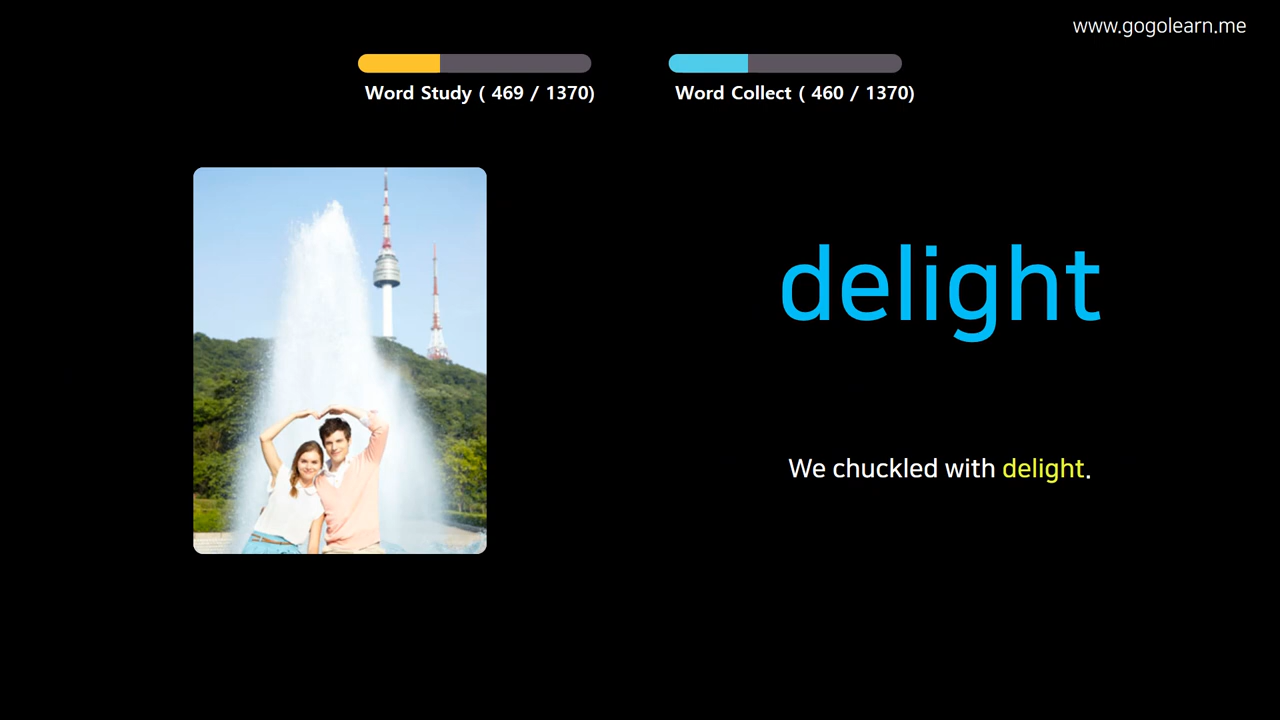 www.gogolearn.me
Word Study ( 469 / 1370)
Word Collect ( 460 / 1370)
delight
We chuckled with delight.